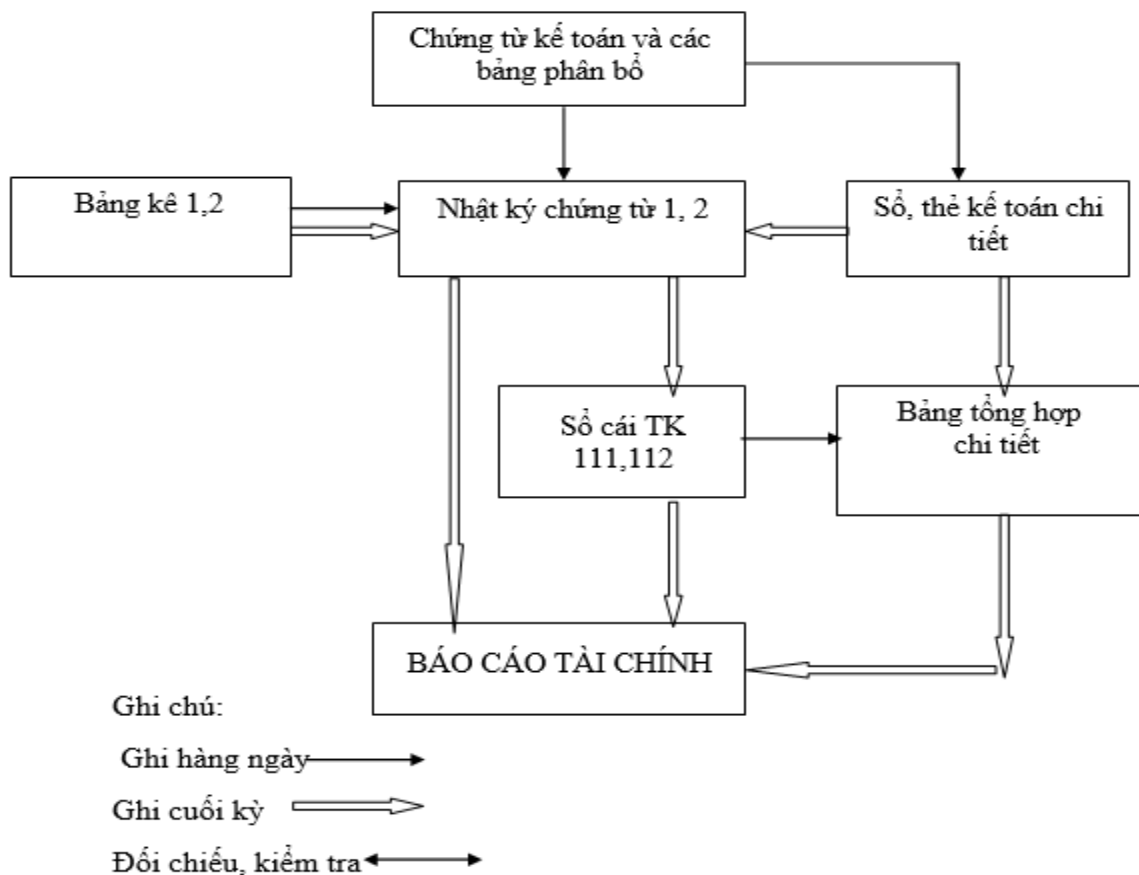 Chứng từ kế toán và các
bảng phân bổ
Bảng kê 1,2
Nhật ký chứng từ 1, 2
Sổ, thẻ kế toán chi
tiết
Sổ cái TK
111,112
Bảng tổng hợp
chi tiết
BÁO CÁO TÀI CHÍNH
Ghi chú:
Ghi hàng ngày
Ghi cuối kỳ
Đối chiếu, kiểm tra